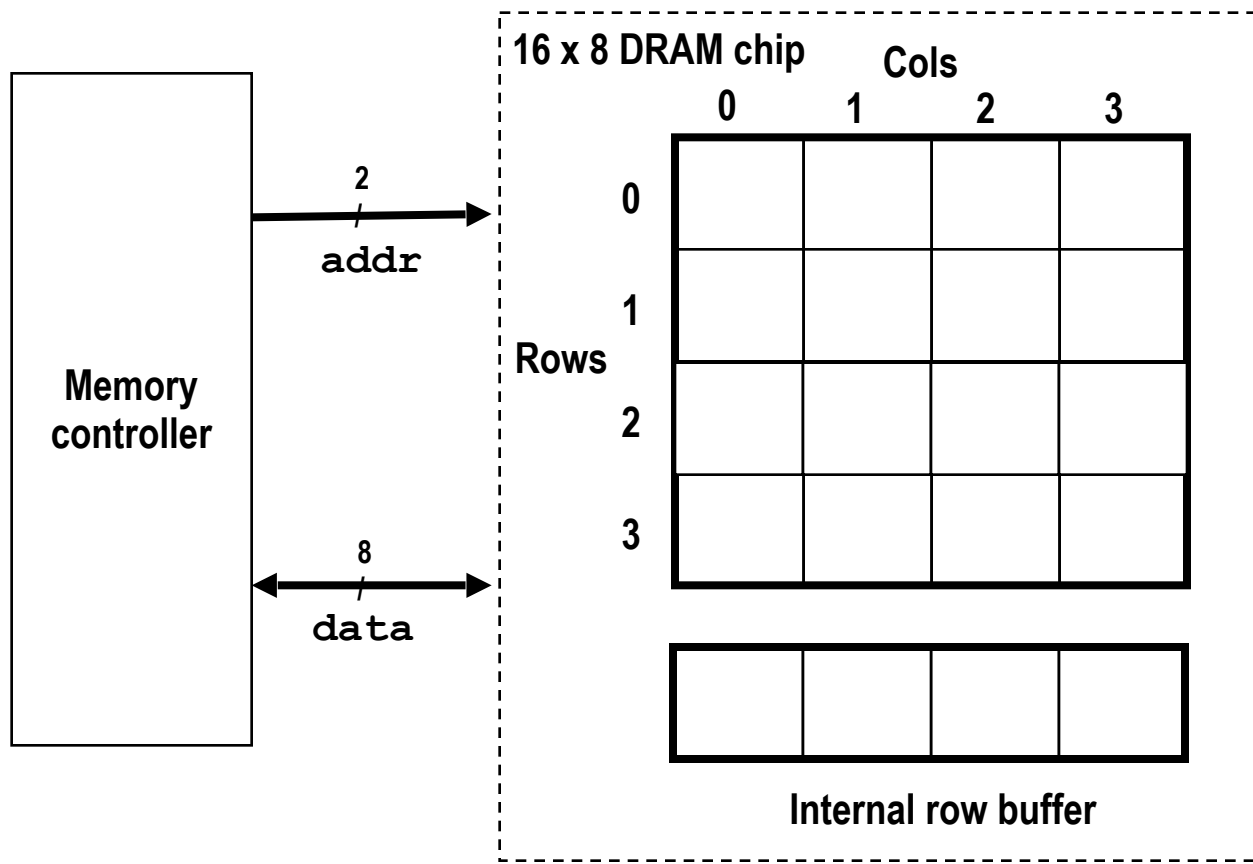 16 x 8 DRAM chip
Cols
0 1 2 3
2
addr
0
1
Rows
2
3
Memory
controller
8
data
Internal row buffer